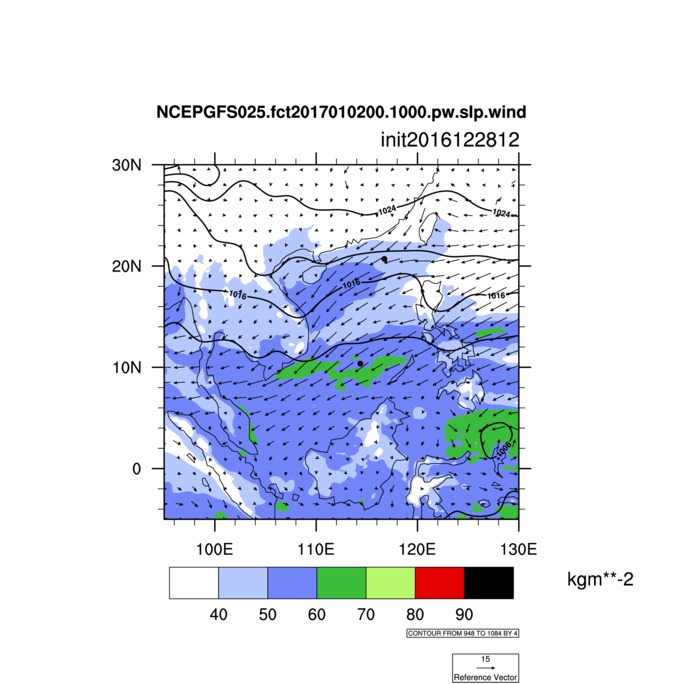 NCEPGFS025.fct2017010200.1000.pw.slp.wind
init2016122812
30N
1024
1024
20N
1016
1016
1016
10N
1008
0
100E 110E 120E 130E
kgm**-2
40 50 60 70 80 90
CONTOUR FROM 948 TO 1084 BY 4
15
Reference Vector